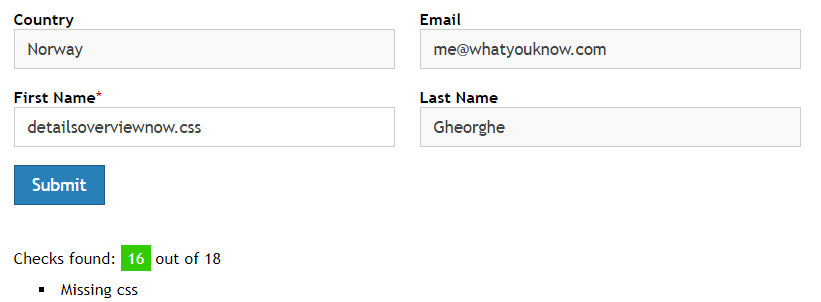 Country
Email
Norway
me@whatyouknow.com
First Name*
Last Name
detailsoverviewnow.css
Gheorghe
Submit
Checks found: 16 out of 18
Missing css